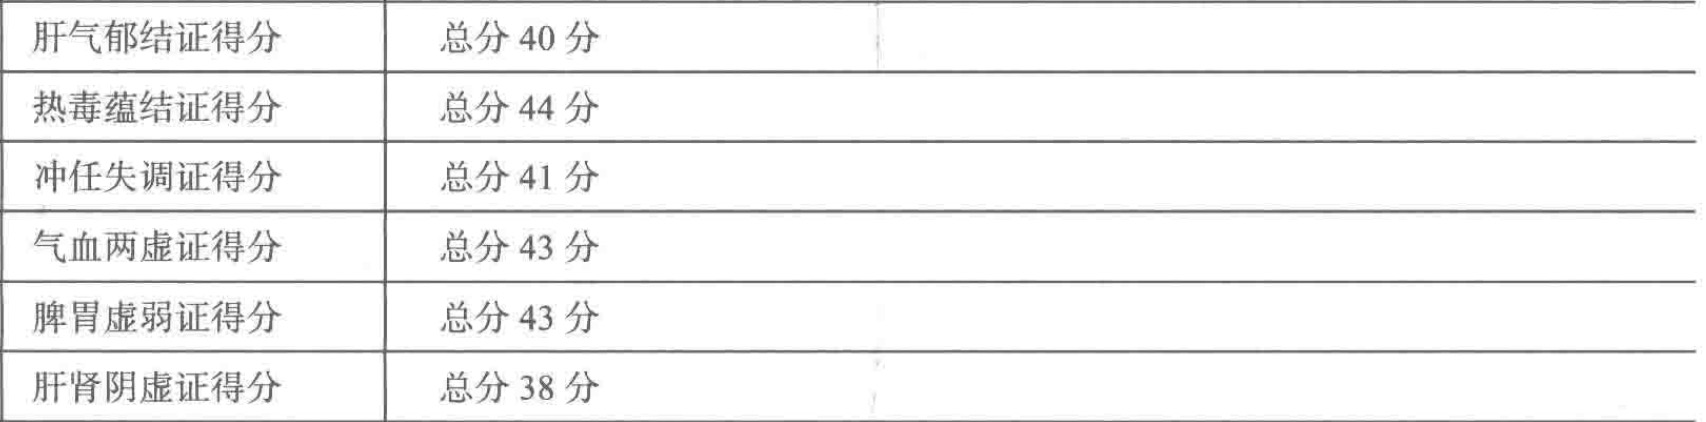 肝气郁结证得分 总分 40 分
热毒蕴结证得分 总分 44 分
冲任失调证得分 总分 41 分
气血两虚证得分 总分 43 分
脾胃虚弱证得分 总分 43 分
肝肾阴虚证得分 总分 38 分